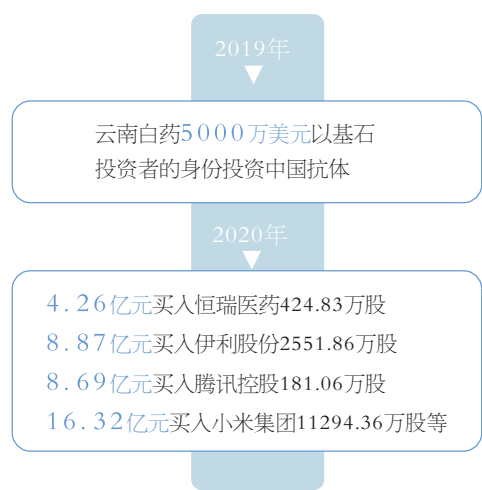 2019年
云南白药5000万美元以基石
投资者的身份投资中国抗体
2020年
4.26亿元买入恒瑞医药424.83万股
8.87亿元买入伊利股份2551.86万股
8.69亿元买入腾讯控股181.06万股
16.32亿元买入小米集团11294.36万股等